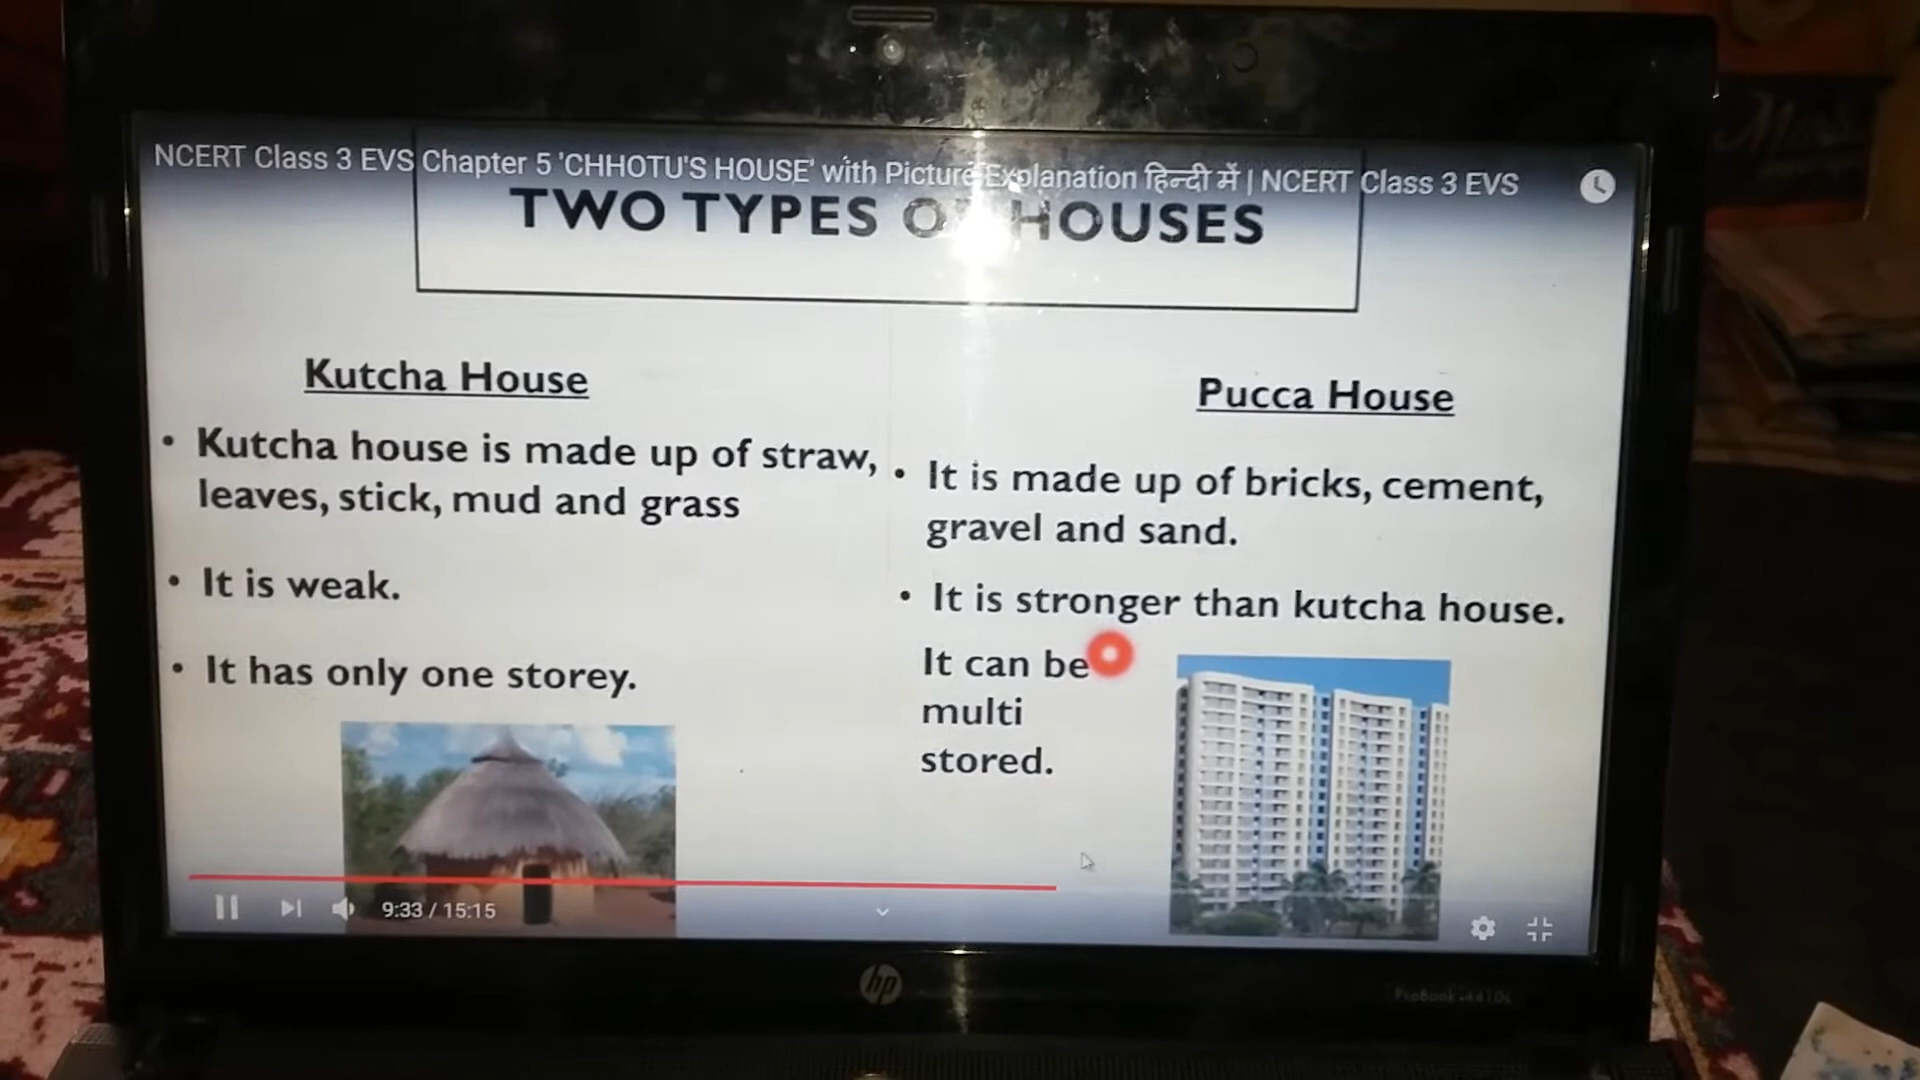 NCERT Class 3 EVS Chapter 5 'CHHOTU'S HOUSE' with Picture Explanation हिन्दी में | NCERT Class 3 EVS
TWO TYPES OF HOUSES
Kutcha House
• Kutcha house is made up of straw,
leaves, stick, mud and grass
• It is weak.
• It has only one storey.
Pucca House
• It is made up of bricks, cement,
gravel and sand.
• It is stronger than kutcha house.
It can be
multi
stored.
9:33 / 15:15
hp
ProBook 4410s